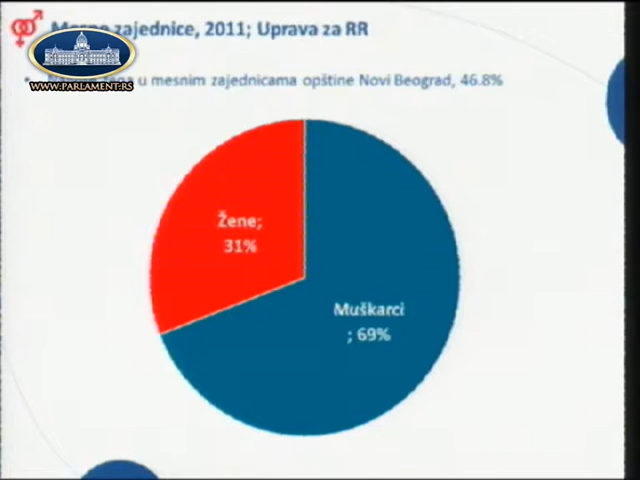 Mesne zajednice, 2011; Uprava za RR
WWW.PARLAMENT.RS
u mesnim zajednicama opštine Novi Beograd, 46.8%
Žene;
31%
Muškarci
; 69%